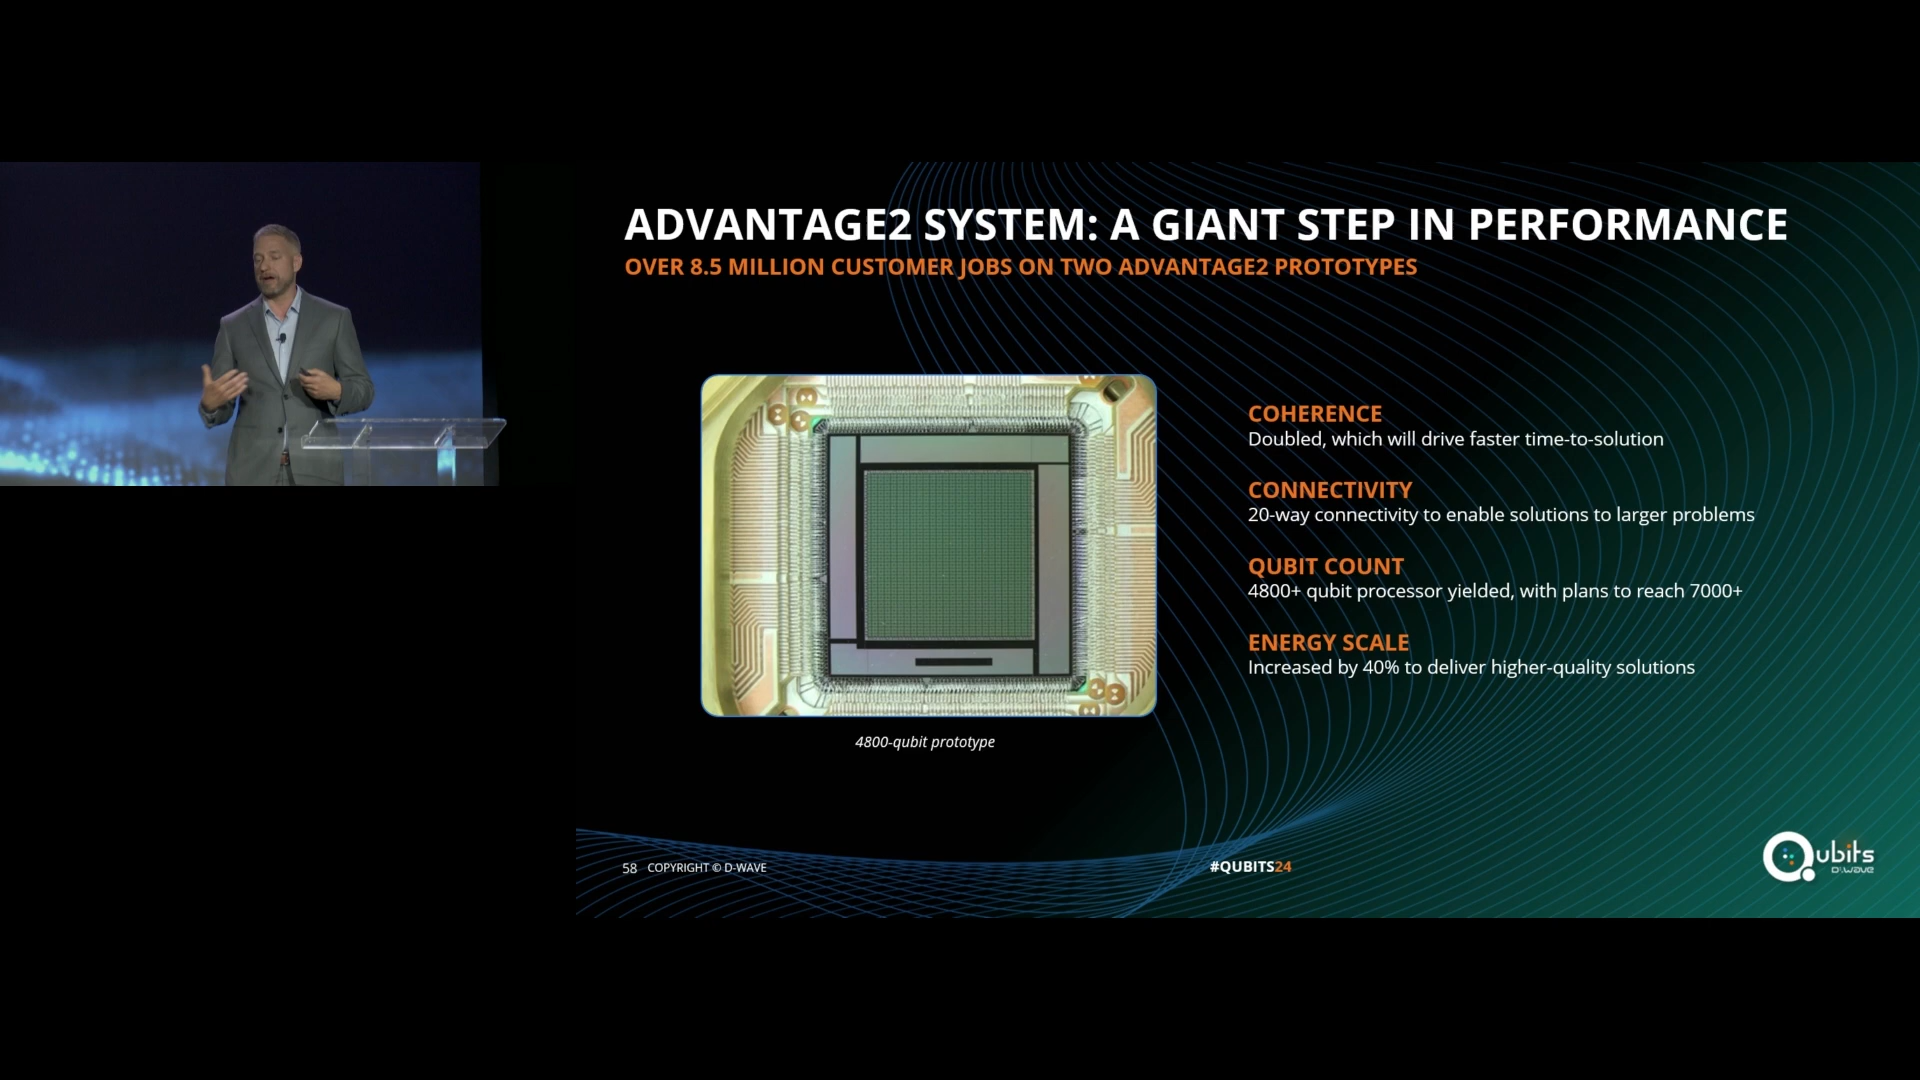 ADVANTAGE2 SYSTEM: A GIANT STEP IN PERFORMANCE
OVER 8.5 MILLION CUSTOMER JOBS ON TWO ADVANTAGE2 PROTOTYPES
COHERENCE
Doubled, which will drive faster time-to-solution
CONNECTIVITY
20-way connectivity to enable solutions to larger problems
QUBIT COUNT
4800+ qubit processor yielded, with plans to reach 7000+
ENERGY SCALE
Increased by 40% to deliver higher-quality solutions
4800-qubit prototype
58 COPYRIGHT © D-WAVE
#QUBITS24
Qubits
D:Wave